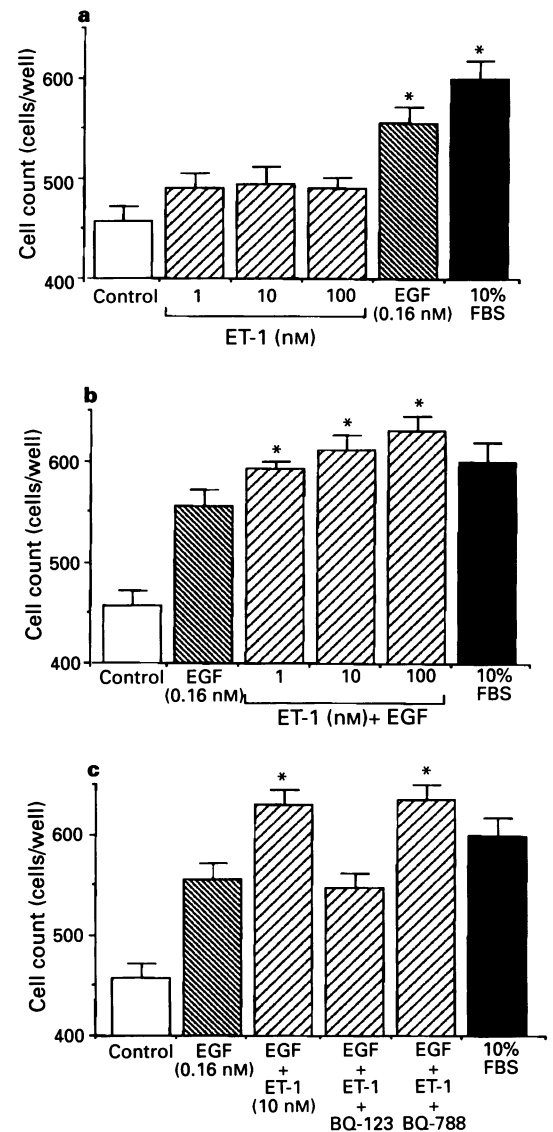 a
Cell count (cells/well)
600
500
400
*
*
Control 1 10 100 EGF 10%
(0.16 nM) FBS
ET-1 (nM)
b
Cell count (cells/well)
600
500
400
*
*
*
Control EGF 1 10 100 10%
(0.16 nM) FBS
ET-1 (nM)+ EGF
c
Cell count (cells/well)
600
500
400
*
*
Control EGF EGF EGF EGF 10%
(0.16 nM) + + + FBS
ET-1 ET-1 ET-1
(10 nM) + +
BQ-123 BQ-788